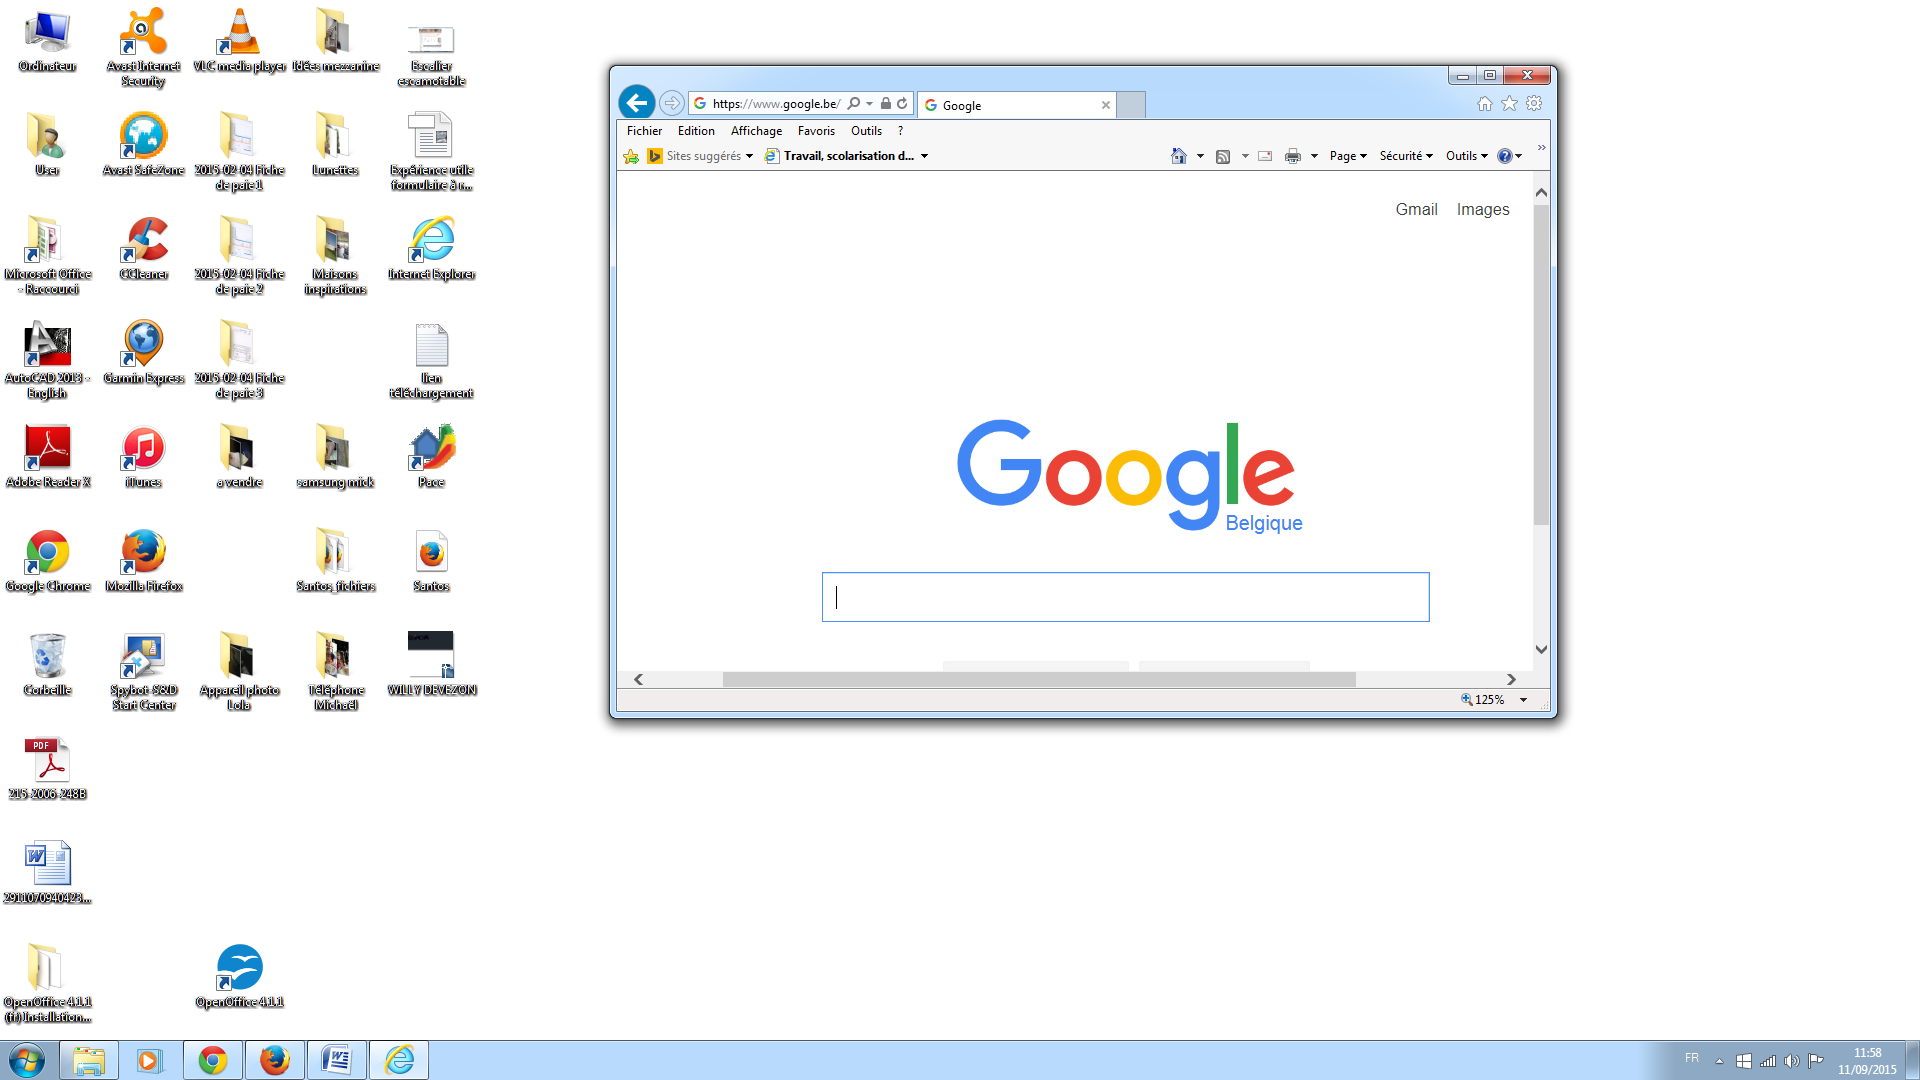 Ordinateur
Avast Internet
Security
VLC media player
Idées mezzanine
Escalier
escamotable
User
Avast SafeZone
2015-02-04 Fiche
de paie 1
Lunettes
Expérience utile
formulaire à r...
Microsoft Office
- Raccourci
CCleaner
2015-02-04 Fiche
de paie 2
Maisons
inspirations
Internet Explorer
AutoCAD 2013 -
English
Garmin Express
2015-02-04 Fiche
de paie 3
lien
téléchargement
Adobe Reader X
iTunes
a vendre
samsung mick
Pace
Google Chrome
Mozilla Firefox
Santos_fichiers
Santos
Corbeille
Spybot-S&D
Start Center
Appareil photo
Lola
Téléphone
Michaël
WILLY DEVEZON
PDF
215-2006-248B
2911070940423...
OpenOffice 4.1.1
(fr) Installation...
OpenOffice 4.1.1
https://www.google.be/
Google
Fichier Edition Affichage Favoris Outils ?
Sites suggérés
Travail, scolarisation d...
Page Sécurité Outils
Gmail Images
Google
Belgique
125%
FR
11:58
11/09/2015